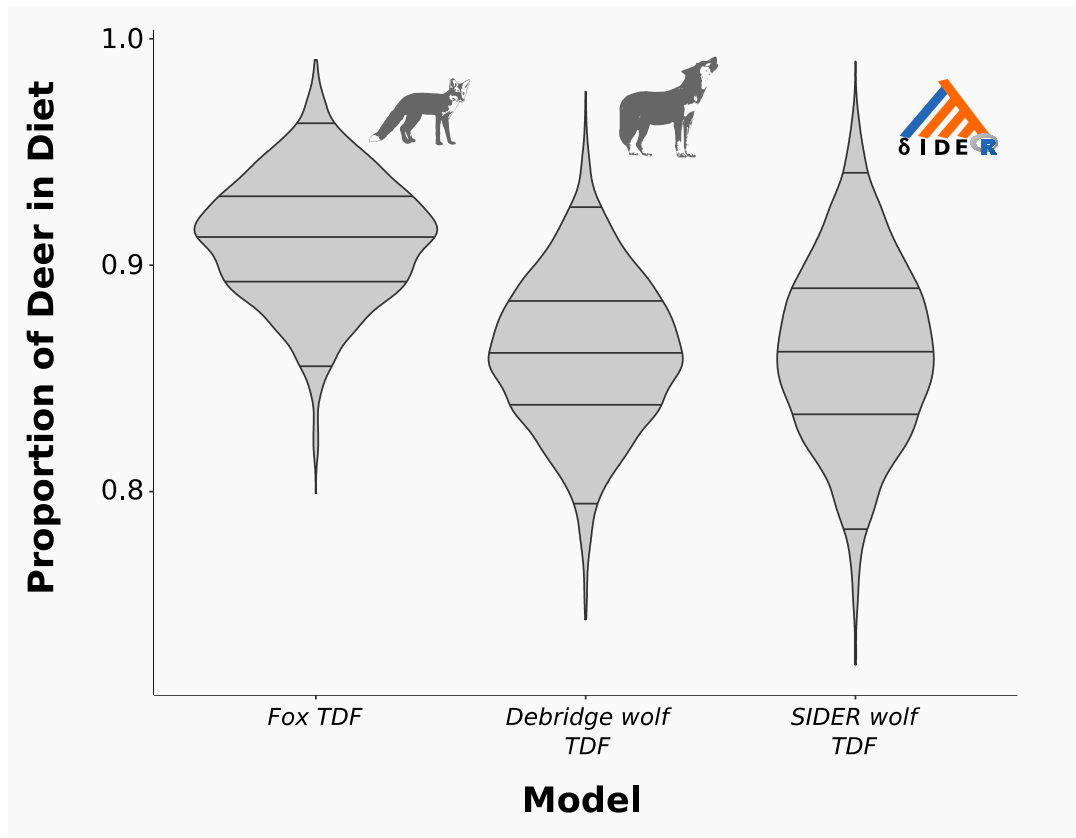 Proportion of Deer in Diet
1.0
0.9
0.8
δIDER
Fox TDF
Debridge wolf
TDF
SIDER wolf
TDF
Model